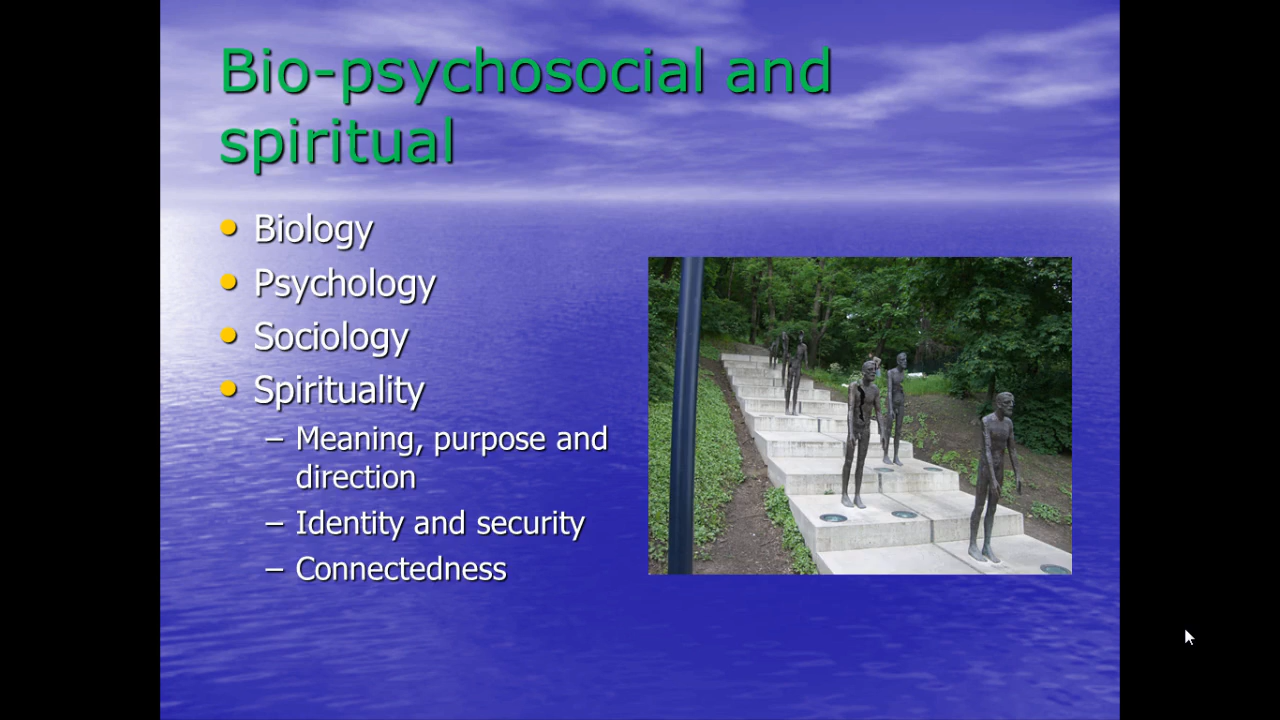 Bio-psychosocial and
spiritual
• Biology
• Psychology
• Sociology
• Spirituality
– Meaning, purpose and
direction
– Identity and security
– Connectedness